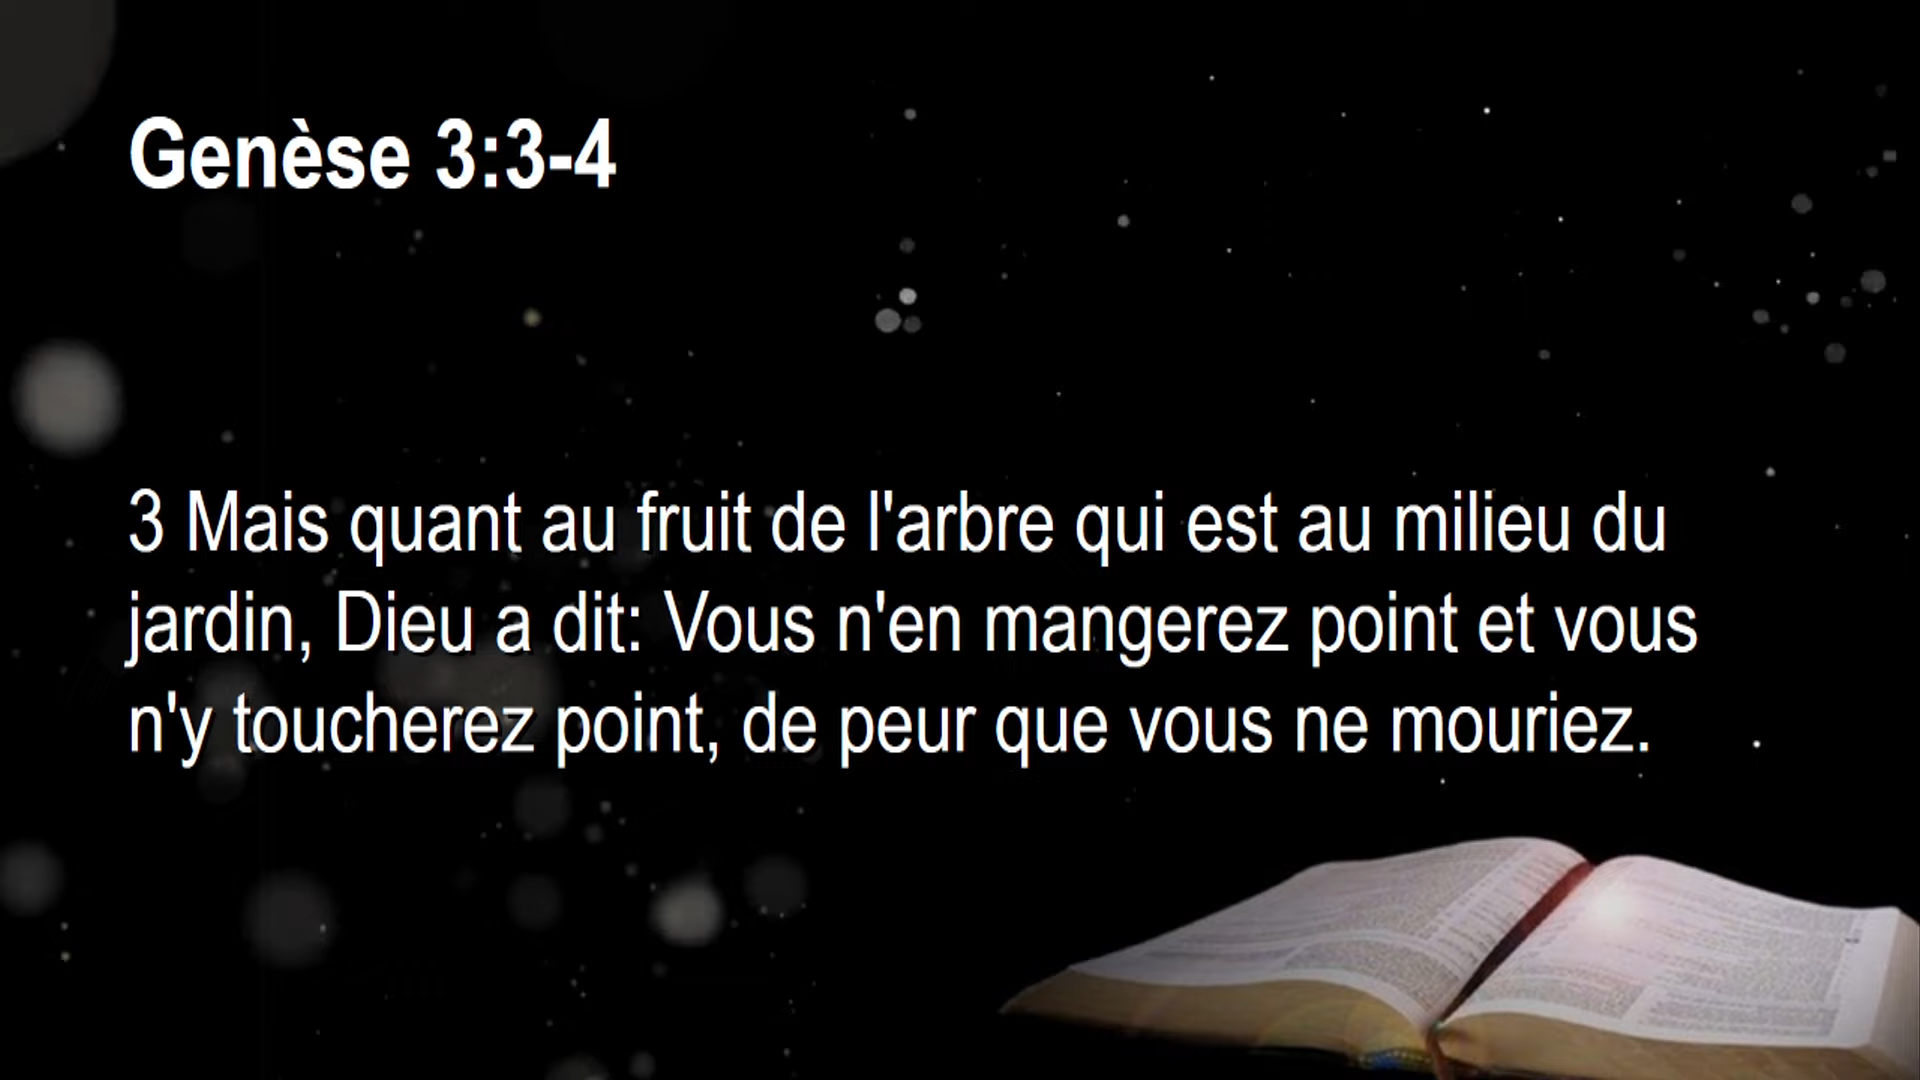 Genèse 3:3-4
3 Mais quant au fruit de l'arbre qui est au milieu du
jardin, Dieu a dit: Vous n'en mangerez point et vous
n'y toucherez point, de peur que vous ne mouriez.